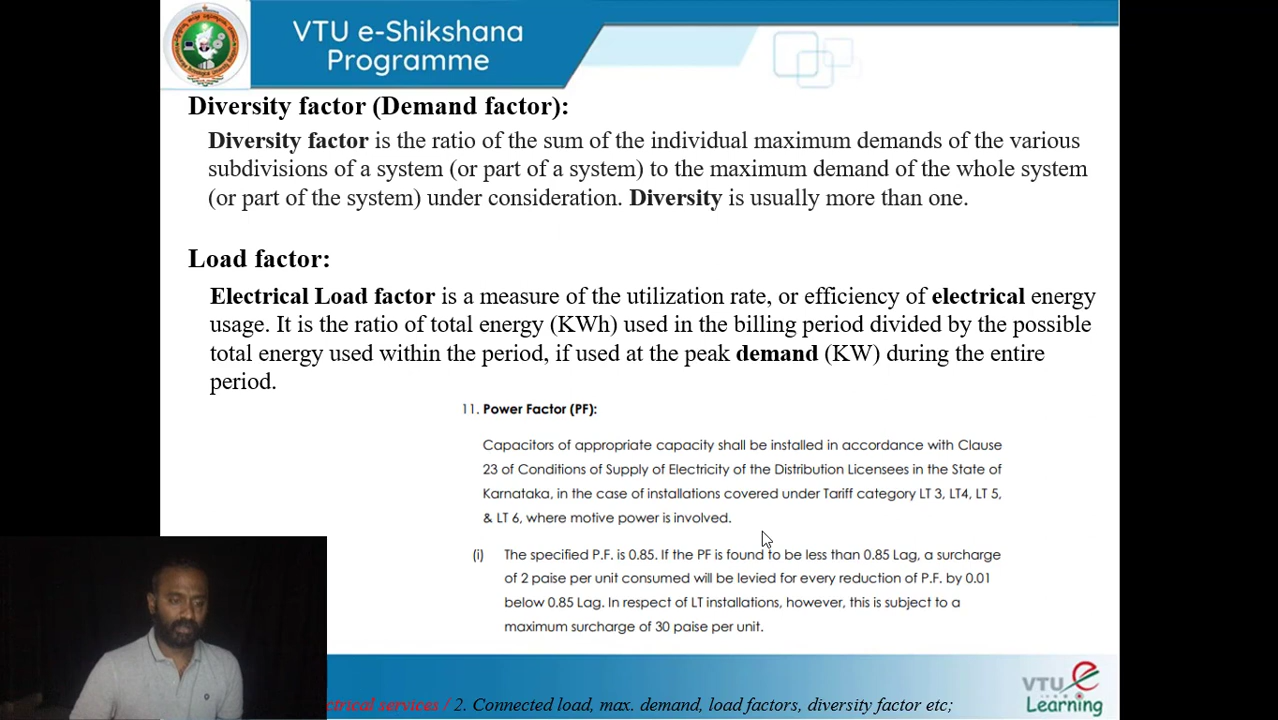 VTU e-Shikshana
Programme
Diversity factor (Demand factor):
Diversity factor is the ratio of the sum of the individual maximum demands of the various
subdivisions of a system (or part of a system) to the maximum demand of the whole system
(or part of the system) under consideration. Diversity is usually more than one.
Load factor:
Electrical Load factor is a measure of the utilization rate, or efficiency of electrical energy
usage. It is the ratio of total energy (KWh) used in the billing period divided by the possible
total energy used within the period, if used at the peak demand (KW) during the entire
period.
11. Power Factor (PF):
Capacitors of appropriate capacity shall be installed in accordance with Clause
23 of Conditions of Supply of Electricity of the Distribution Licensees in the State of
Karnataka, in the case of installations covered under Tariff category LT 3, LT4, LT 5,
& LT 6, where motive power is involved.
(i) The specified P.F. is 0.85. If the PF is found to be less than 0.85 Lag, a surcharge
of 2 paise per unit consumed will be levied for every reduction of P.F. by 0.01
below 0.85 Lag. In respect of LT installations, however, this is subject to a
maximum surcharge of 30 paise per unit.
services / 2. Connected load, max. demand, load factors, diversity factor etc;
VTU e
Learning